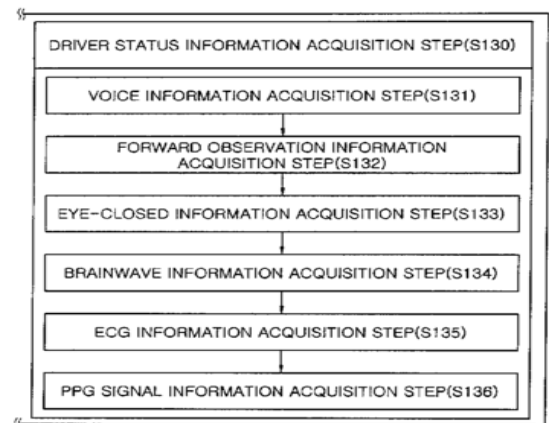 DRIVER STATUS INFORMATION ACQUISITION STEP(S130)
VOICE INFORMATION ACQUISITION STEP(S131)
FORWARD OBSERVATION INFORMATION
ACQUISITION STEP(S132)
EYE-CLOSED INFORMATION ACQUISITION STEP(S133)
BRAINWAVE INFORMATION ACQUISITION STEP(S134)
ECG INFORMATION ACQUISITION STEP(S135)
PPG SIGNAL INFORMATION ACQUISITION STEP(S136)